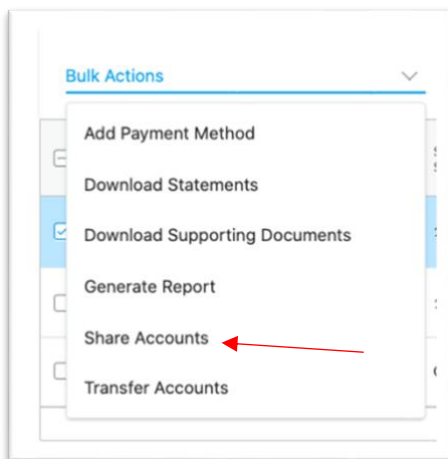 Bulk Actions
Add Payment Method
Download Statements
Download Supporting Documents
Generate Report
Share Accounts
Transfer Accounts